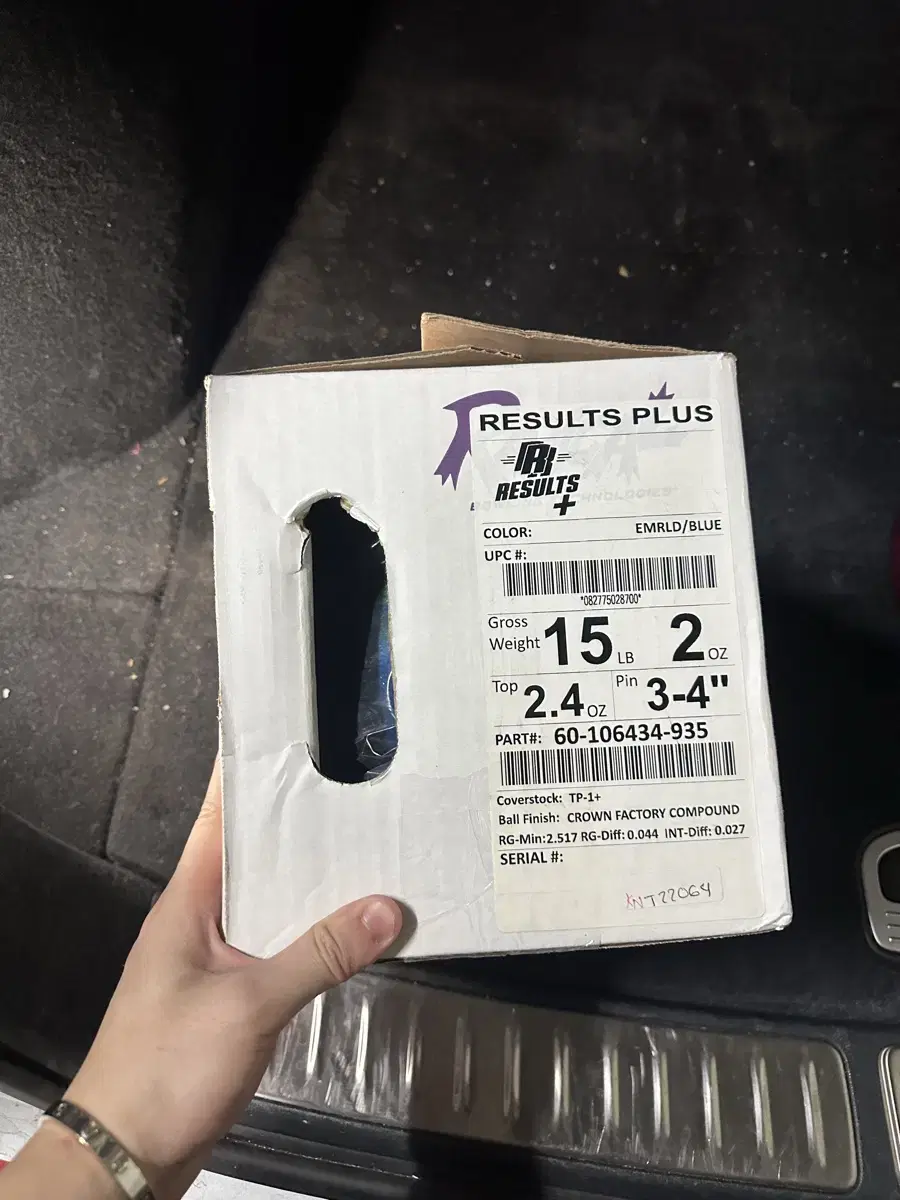 RESULTS PLUS
RESULTS
+
COLOR: EMRLD/BLUE
UPC #:
*082775028700*
Gross Weight 15 LB 2 OZ
Top 2.4 OZ Pin 3-4"
PART#: 60-106434-935
Coverstock: TP-1+
Ball Finish: CROWN FACTORY COMPOUND
RG-Min:2.517 RG-Diff: 0.044 INT-Diff: 0.027
SERIAL #:
KNT22064